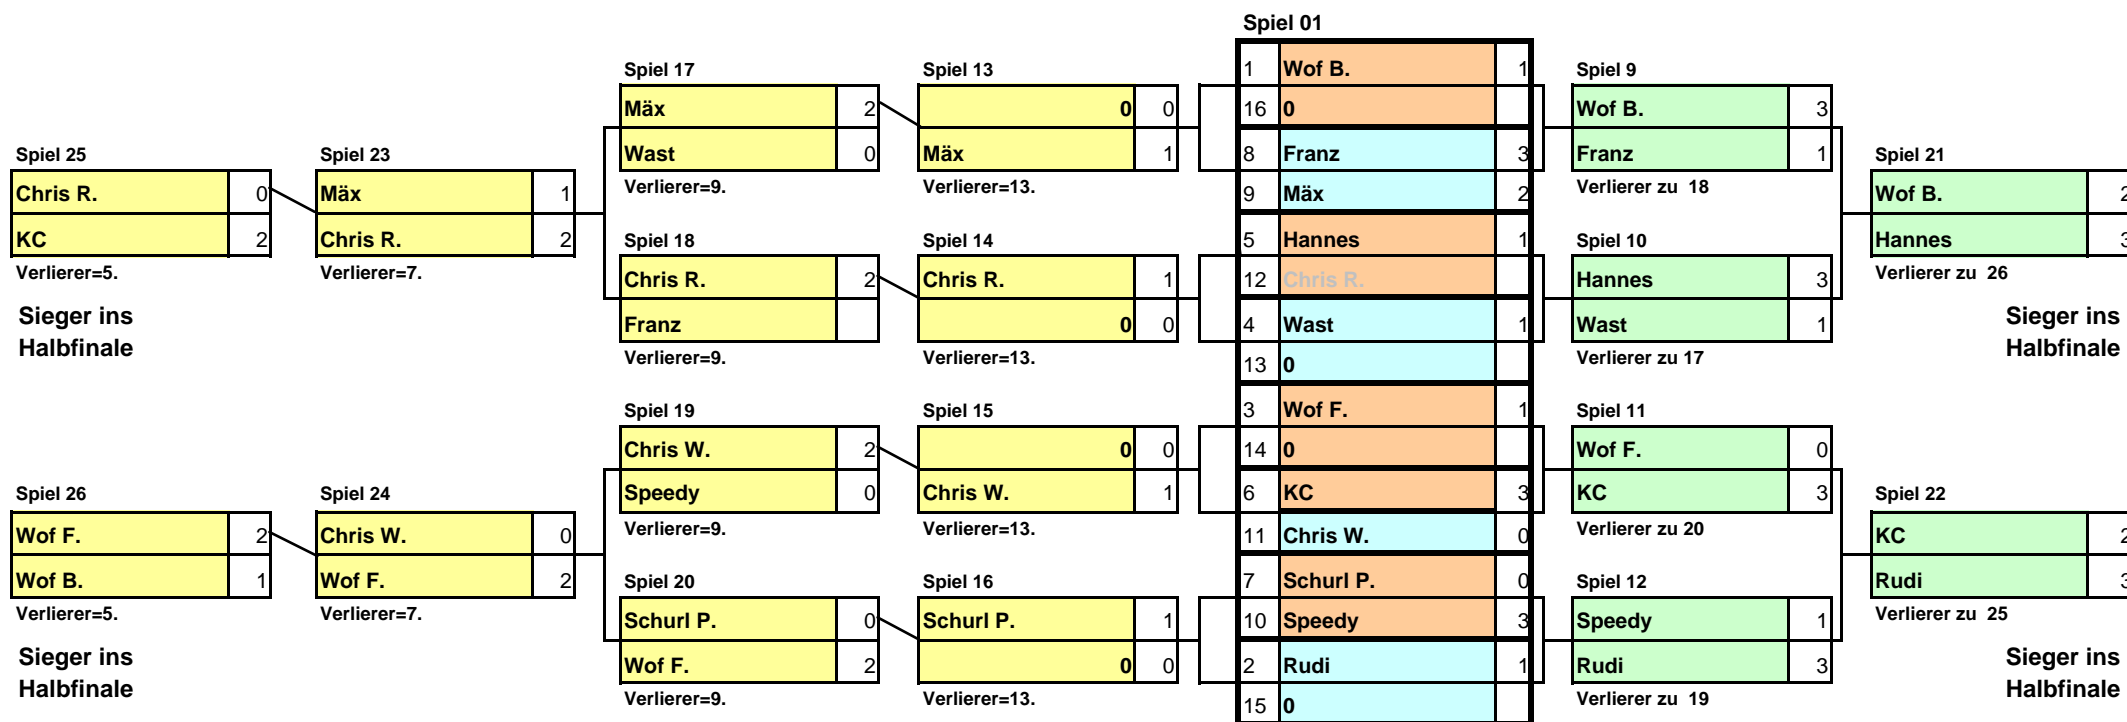 Spiel 01
Spiel 17 Spiel 13 1 Wof B. 1 Spiel 9
Mäx 2 0 0 16 0 Wof B. 3
Spiel 25 Spiel 23 Wast 0 Mäx 1 8 Franz 3 Franz 1 Spiel 21
Chris R. 0 Mäx 1 Verlierer=9. Verlierer=13. 9 Mäx 2 Verlierer zu 18 Wof B. 2
KC 2 Chris R. 2 Spiel 18 Spiel 14 5 Hannes 1 Spiel 10 Hannes 3
Verlierer=5. Verlierer=7. Chris R. 2 Chris R. 1 12 Chris R. Hannes 3 Verlierer zu 26
Sieger ins Franz 0 0 4 Wast 1 Wast 1 Sieger ins
Halbfinale Verlierer=9. Verlierer=13. 13 0 Verlierer zu 17 Halbfinale
Spiel 19 Spiel 15 3 Wof F. 1 Spiel 11
Chris W. 2 0 0 14 0 Wof F. 0
Spiel 26 Spiel 24 Speedy 0 Chris W. 1 6 KC 3 KC 3 Spiel 22
Wof F. 2 Chris W. 0 Verlierer=9. Verlierer=13. 11 Chris W. 0 Verlierer zu 20 KC 2
Wof B. 1 Wof F. 2 Spiel 20 Spiel 16 7 Schurl P. 0 Spiel 12 Rudi 3
Verlierer=5. Verlierer=7. Schurl P. 0 Schurl P. 1 10 Speedy 3 Speedy 1 Verlierer zu 25
Sieger ins Wof F. 2 0 0 2 Rudi 1 Rudi 3 Sieger ins
Halbfinale Verlierer=9. Verlierer=13. 15 0 Verlierer zu 19 Halbfinale